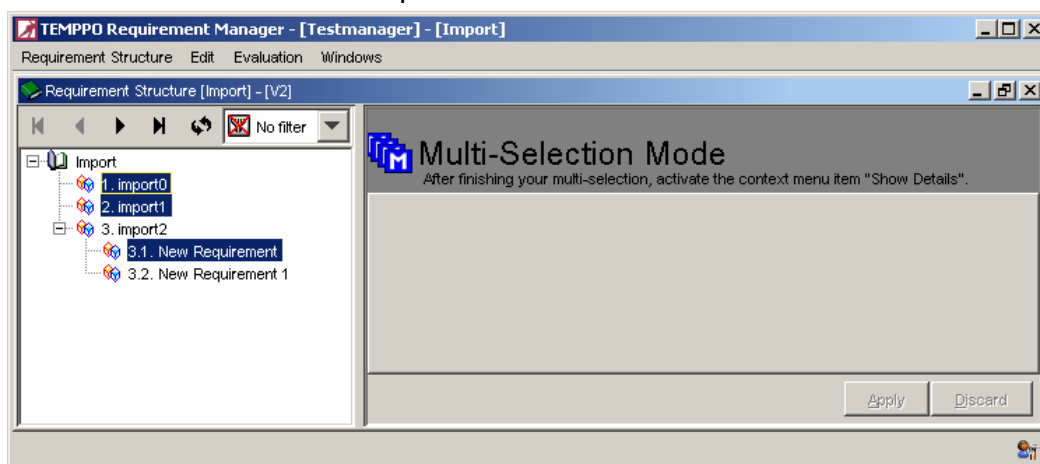 TEMPPO Requirement Manager - [Testmanager] - [Import]
Requirement Structure Edit Evaluation Windows
Requirement Structure [Import] - [V2]
No filter
Import
1. import0
2. import1
3. import2
3.1. New Requirement
3.2. New Requirement 1
Multi-Selection Mode
After finishing your multi-selection, activate the context menu item "Show Details".
Apply Discard